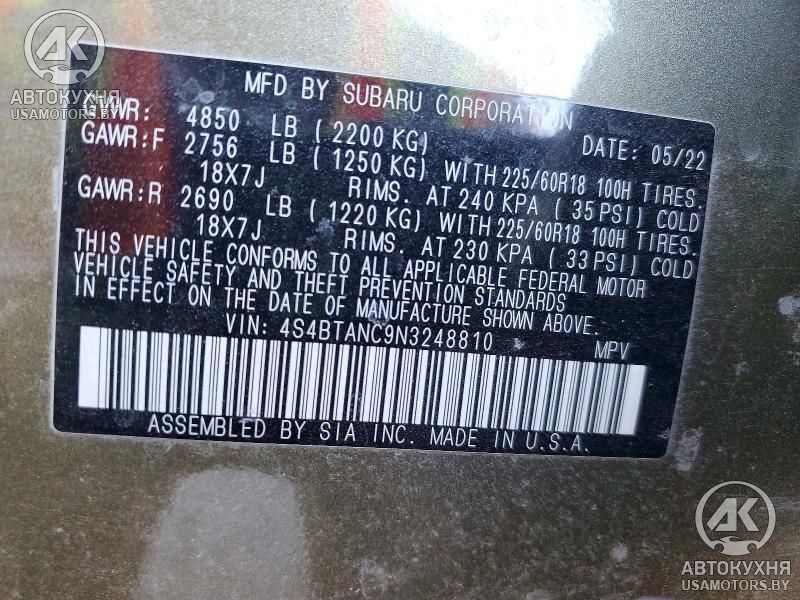 АК
АВТОКУХНЯ
USAMOTORS.BY
MFD BY SUBARU CORPORATION
GVWR: 4850 LB ( 2200 KG) DATE: 05/22
GAWR:F 2756 LB ( 1250 KG) WITH 225/60R18 100H TIRES.
18X7J RIMS. AT 240 KPA ( 35 PSI) COLD
GAWR:R 2690 LB ( 1220 KG) WITH 225/60R18 100H TIRES.
18X7J RIMS. AT 230 KPA ( 33 PSI) COLD
THIS VEHICLE CONFORMS TO ALL APPLICABLE FEDERAL MOTOR
VEHICLE SAFETY AND THEFT PREVENTION STANDARDS
IN EFFECT ON THE DATE OF MANUFACTURE SHOWN ABOVE.
VIN: 4S4BTANC9N3248810 MPV
ASSEMBLED BY SIA INC. MADE IN U.S.A.
АК
АВТОКУХНЯ
USAMOTORS.BY